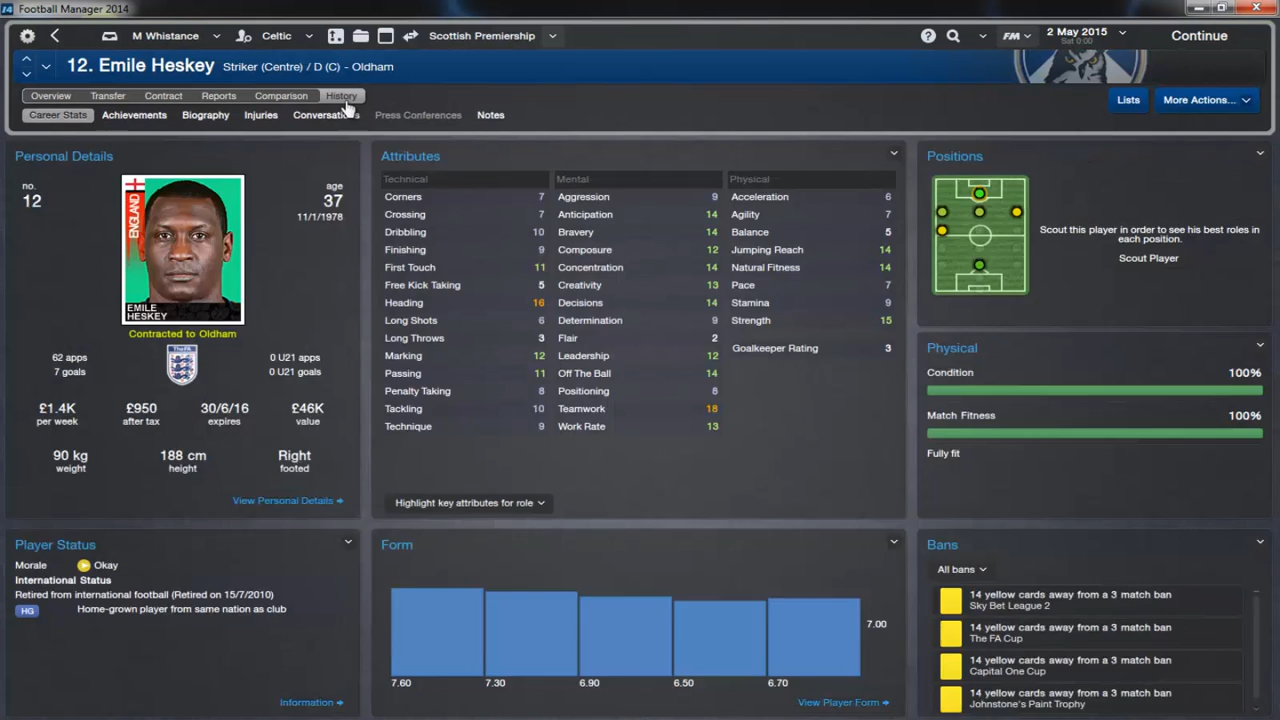 Football Manager 2014
M Whistance
Celtic
Scottish Premiership
FM
2 May 2015
Sat 0:00
Continue
12. Emile Heskey Striker (Centre) / D (C) - Oldham
Overview Transfer Contract Reports Comparison History
Lists More Actions...
Career Stats Achievements Biography Injuries Conversations Press Conferences Notes
Personal Details
no.
12
ENGLAND
EMILE
HESKEY
age
37
11/1/1978
Contracted to Oldham
62 apps
7 goals
0 U21 apps
0 U21 goals
£1.4K
per week
£950
after tax
30/6/16
expires
£46K
value
90 kg
weight
188 cm
height
Right
footed
View Personal Details
Attributes
Technical Mental Physical
Corners 7 Aggression 9 Acceleration 6
Crossing 7 Anticipation 14 Agility 7
Dribbling 10 Bravery 14 Balance 5
Finishing 9 Composure 12 Jumping Reach 14
First Touch 11 Concentration 14 Natural Fitness 14
Free Kick Taking 5 Creativity 13 Pace 7
Heading 16 Decisions 14 Stamina 9
Long Shots 6 Determination 9 Strength 15
Long Throws 3 Flair 2
Goalkeeper Rating 3
Marking 12 Leadership 12
Passing 11 Off The Ball 14
Penalty Taking 8 Positioning 8
Tackling 10 Teamwork 18
Technique 9 Work Rate 13
Highlight key attributes for role
Positions
Scout this player in order to see his best roles in
each position.
Scout Player
Physical
Condition 100%
Match Fitness 100%
Fully fit
Player Status
Morale Okay
International Status
Retired from international football (Retired on 15/7/2010)
HG Home-grown player from same nation as club
Information
Form
7.00
7.60 7.30 6.90 6.50 6.70
View Player Form
Bans
All bans
14 yellow cards away from a 3 match ban
Sky Bet League 2
14 yellow cards away from a 3 match ban
The FA Cup
14 yellow cards away from a 3 match ban
Capital One Cup
14 yellow cards away from a 3 match ban
Johnstone's Paint Trophy